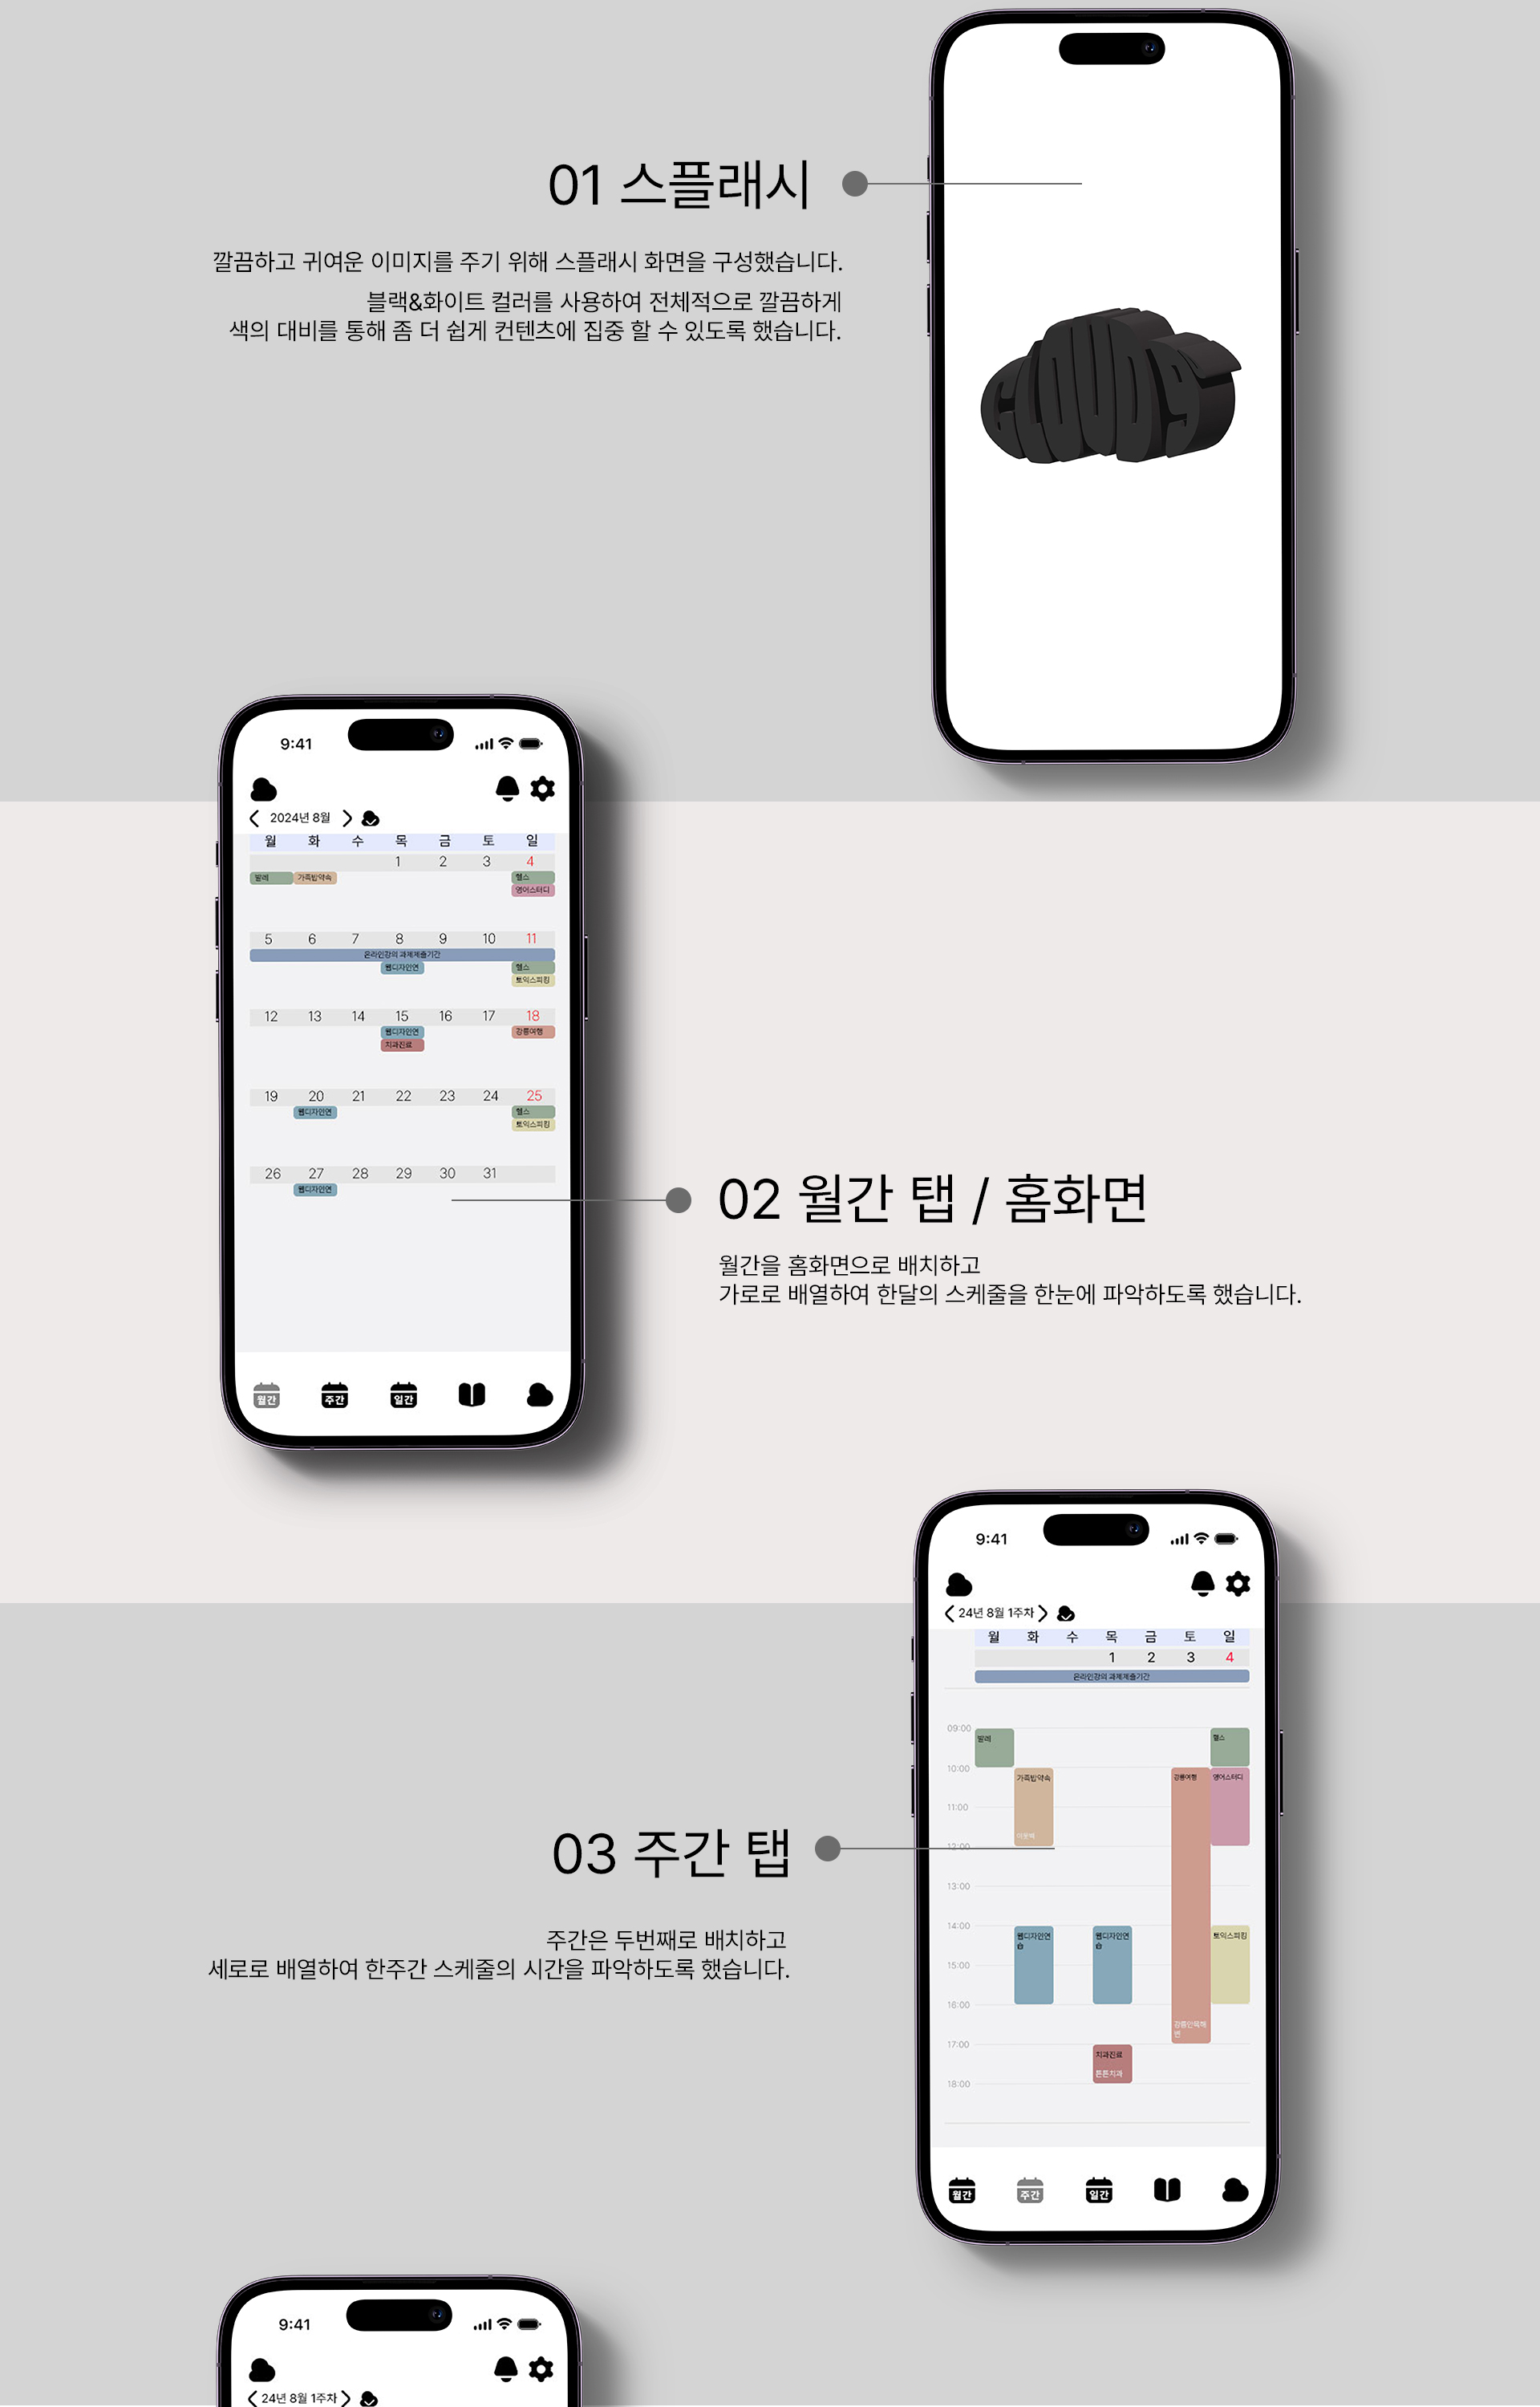 01 스플래시
깔끔하고 귀여운 이미지를 주기 위해 스플래시 화면을 구성했습니다.
블랙&화이트 컬러를 사용하여 전체적으로 깔끔하게
색의 대비를 통해 좀 더 쉽게 컨텐츠에 집중 할 수 있도록 했습니다.
CLOUDY
9:41
2024년 8월
월 화 수 목 금 토 일
1 2 3 4
발레 가족밥약속 헬스
영어스터디
5 6 7 8 9 10 11
온라인강의 과제제출기간
웹디자인연 헬스
토익스피킹
12 13 14 15 16 17 18
웹디자인연 강릉여행
치과진료
19 20 21 22 23 24 25
웹디자인연 헬스
토익스피킹
26 27 28 29 30 31
웹디자인연
월간 주간 일간
02 월간 탭 / 홈화면
월간을 홈화면으로 배치하고
가로로 배열하여 한달의 스케줄을 한눈에 파악하도록 했습니다.
9:41
24년 8월 1주차
월 화 수 목 금 토 일
1 2 3 4
온라인강의 과제제출기간
09:00
발레 헬스
10:00
가족밥약속 강릉여행 영어스터디
11:00
아웃백
12:00
13:00
14:00
웹디자인연습 웹디자인연습 토익스피킹
15:00
16:00
강릉안목해변
17:00
치과진료
튼튼치과
18:00
월간 주간 일간
03 주간 탭
주간은 두번째로 배치하고
세로로 배열하여 한주간 스케줄의 시간을 파악하도록 했습니다.
9:41
24년 8월 1주차